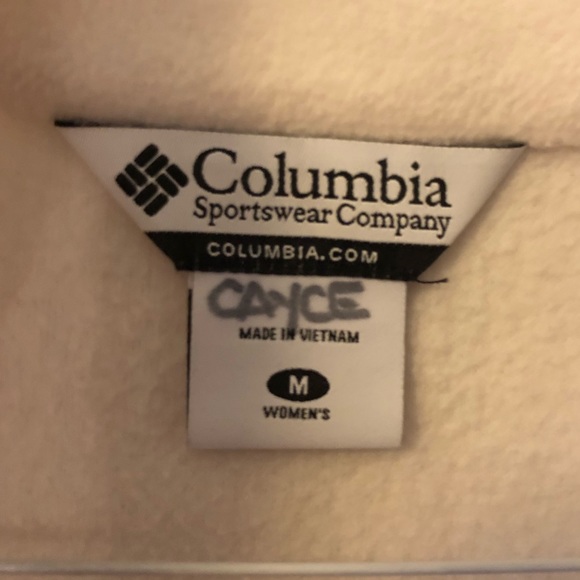 Columbia
Sportswear Company
COLUMBIA.COM
CAYCE
MADE IN VIETNAM
M
WOMEN'S